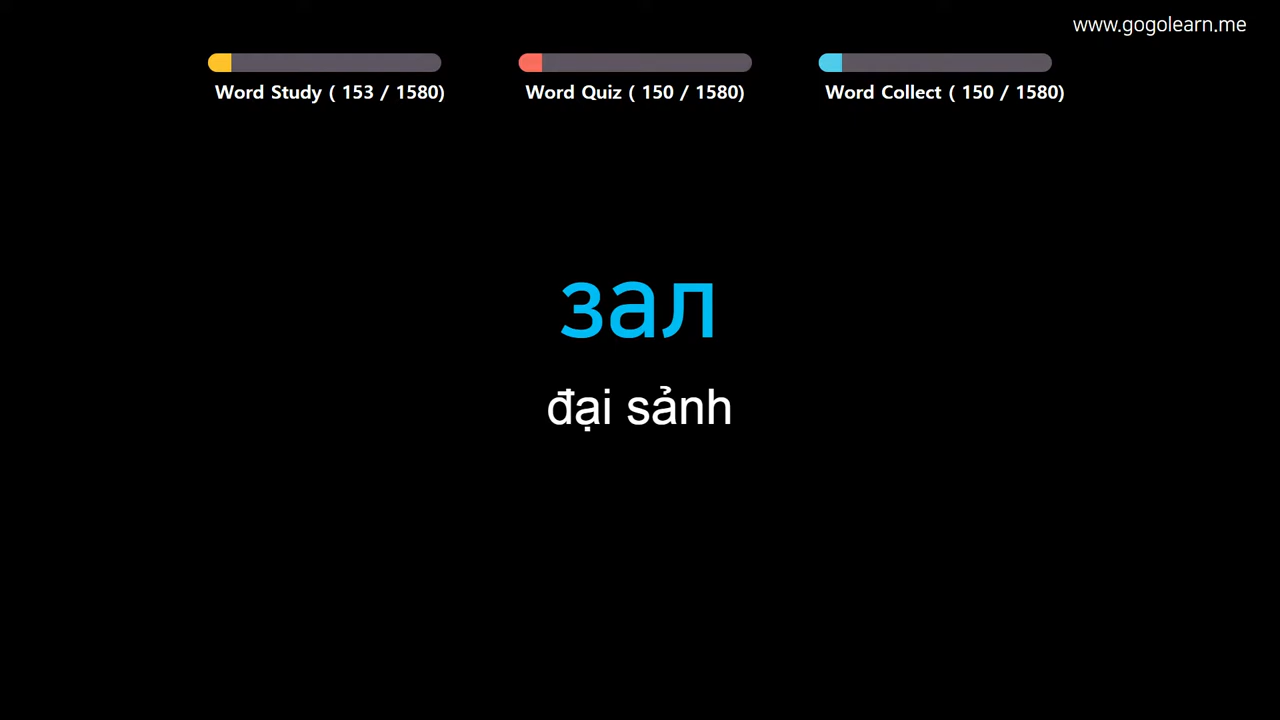 www.gogolearn.me
Word Study ( 153 / 1580)
Word Quiz ( 150 / 1580)
Word Collect ( 150 / 1580)
зал
đại sảnh